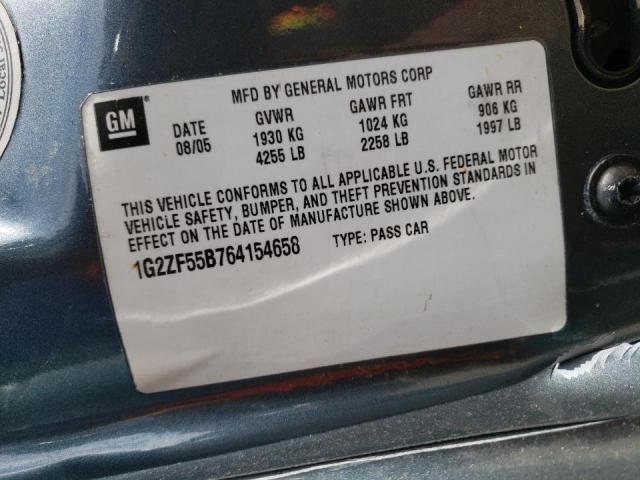 Local
GM
MFD BY GENERAL MOTORS CORP
DATE GVWR GAWR FRT GAWR RR
08/05 1930 KG 1024 KG 906 KG
4255 LB 2258 LB 1997 LB
THIS VEHICLE CONFORMS TO ALL APPLICABLE U.S. FEDERAL MOTOR
VEHICLE SAFETY, BUMPER, AND THEFT PREVENTION STANDARDS IN
EFFECT ON THE DATE OF MANUFACTURE SHOWN ABOVE.
1G2ZF55B764154658 TYPE: PASS CAR